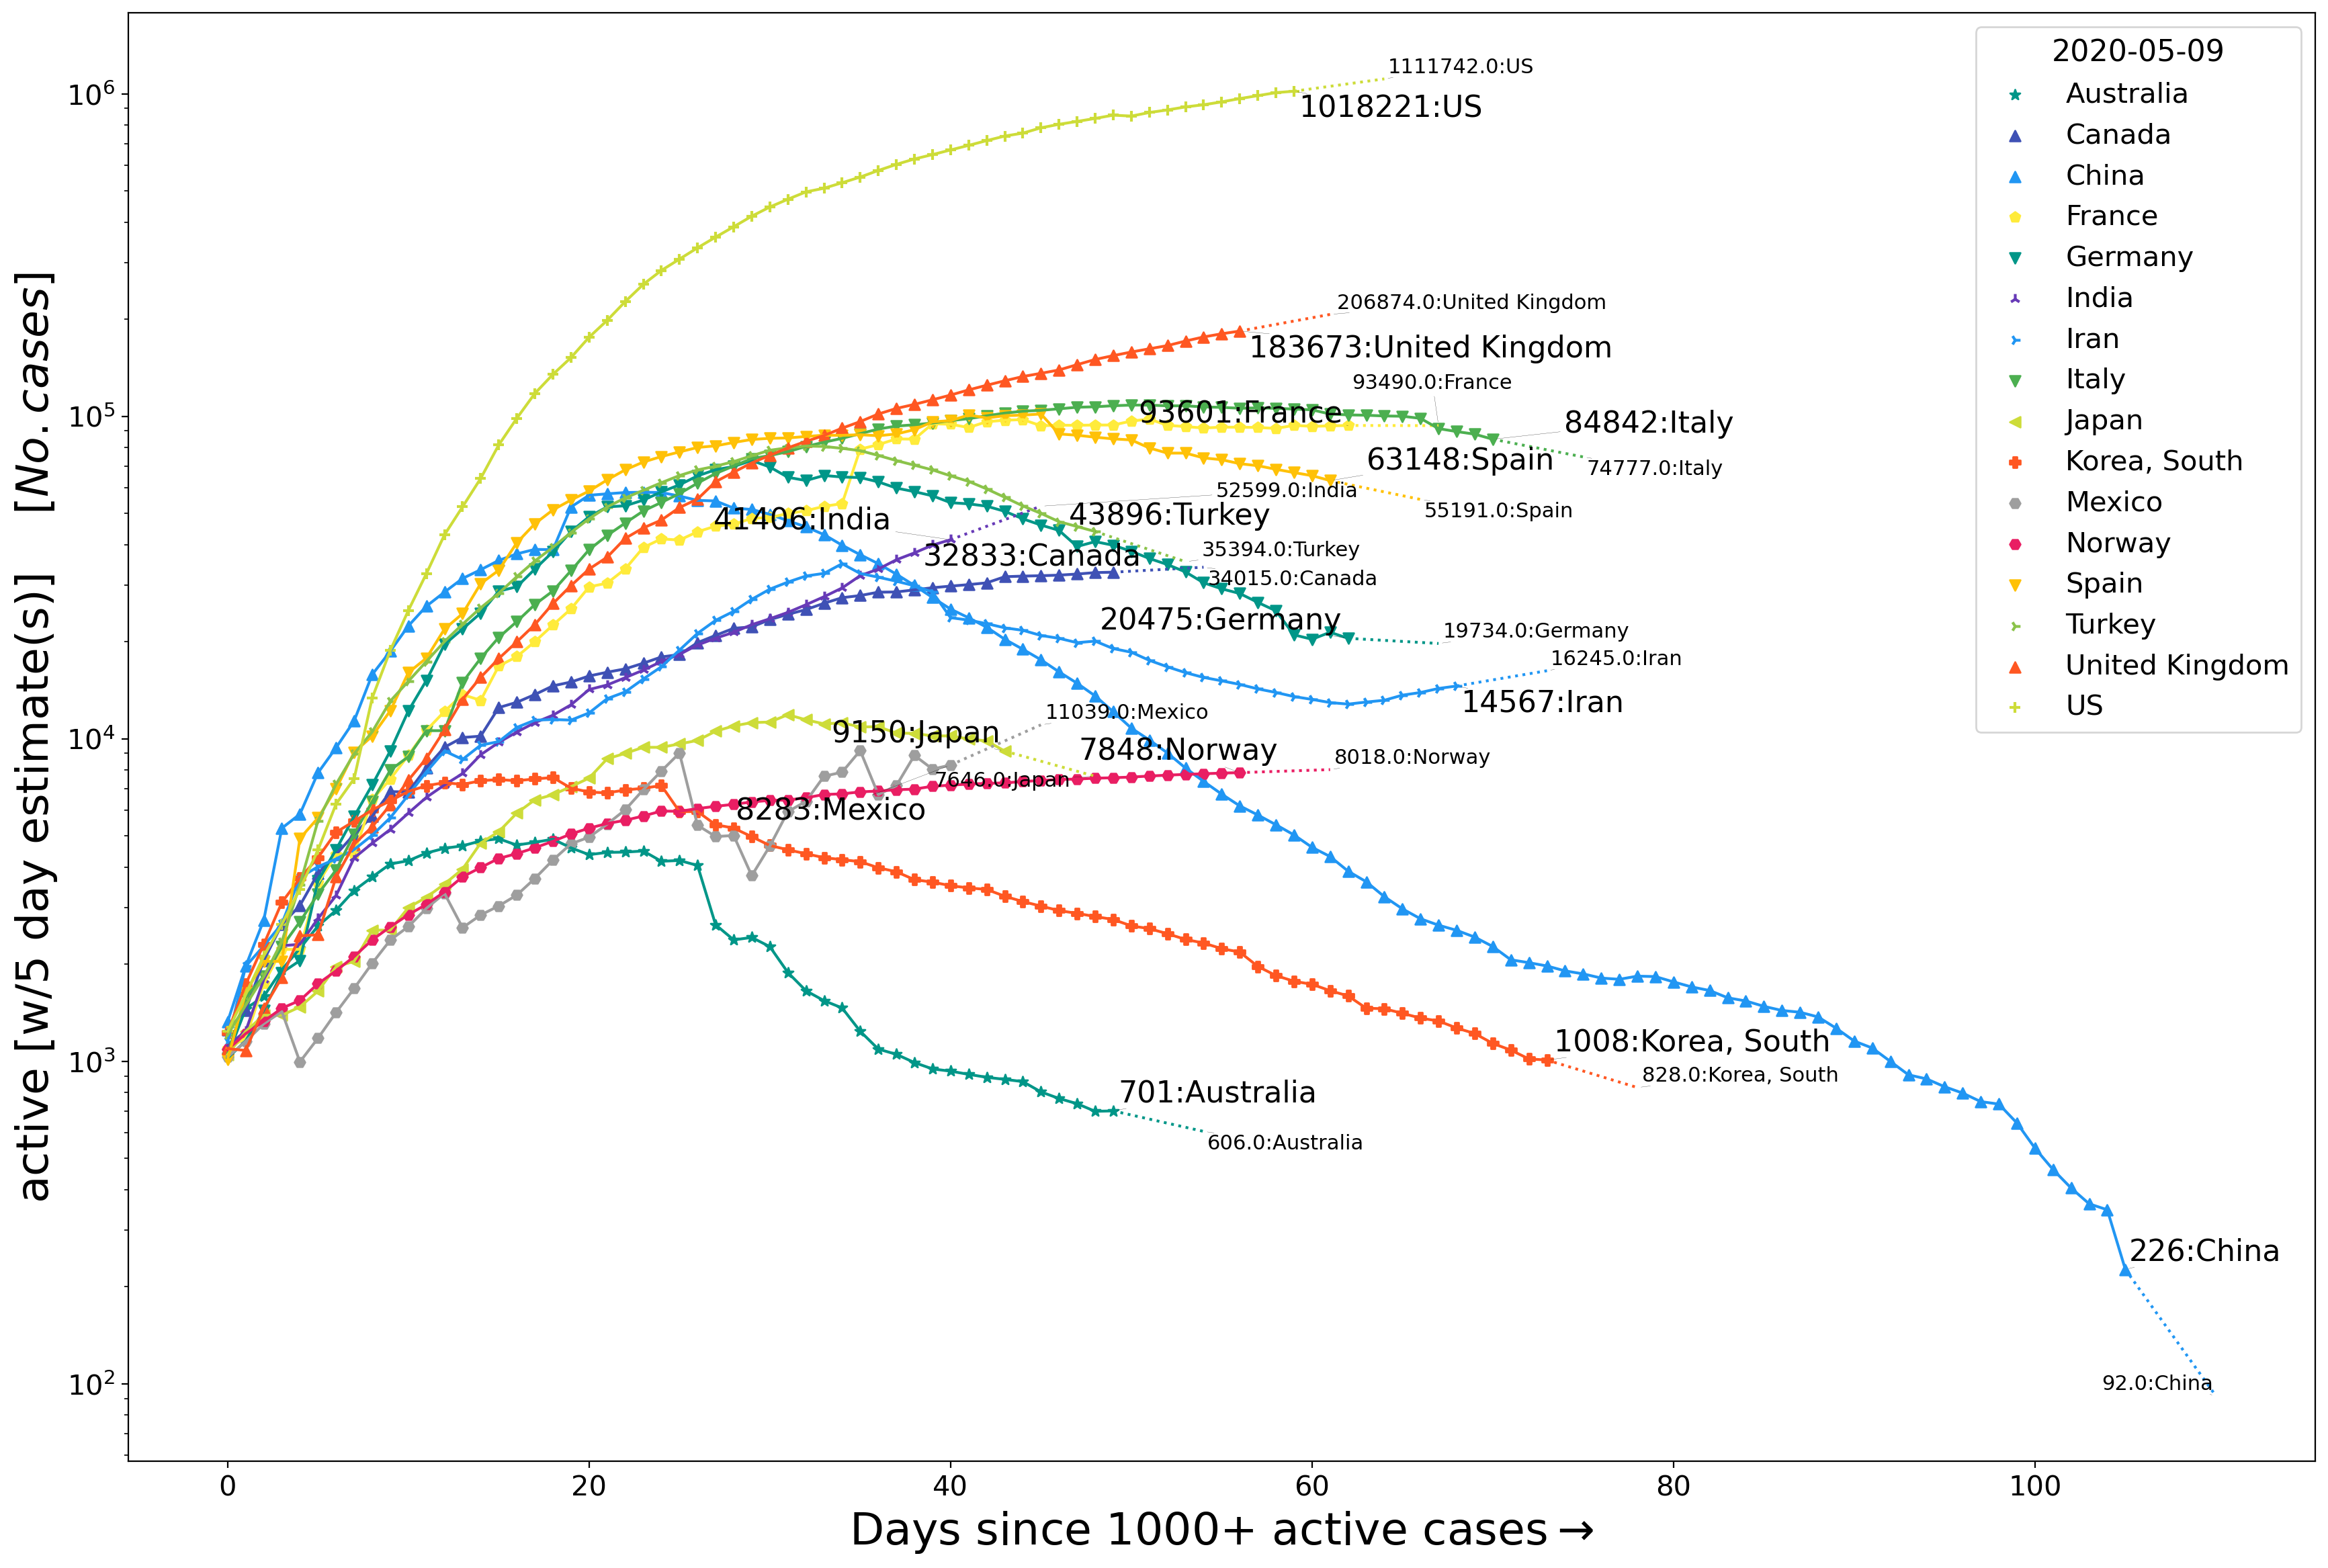 active [w/5 day estimate(s)]   [No.cases]
10^6
10^5
10^4
10^3
10^2
1111742.0:US
1018221:US
206874.0:United Kingdom
183673:United Kingdom
93490.0:France
93601:France
84842:Italy
63148:Spain
74777.0:Italy
52599.0:India
55191.0:Spain
41406:India
43896:Turkey
32833:Canada
35394.0:Turkey
34015.0:Canada
20475:Germany
19734.0:Germany
16245.0:Iran
14567:Iran
11039.0:Mexico
9150:Japan
7848:Norway
8018.0:Norway
7646.0:Japan
8283:Mexico
1008:Korea, South
828.0:Korea, South
701:Australia
606.0:Australia
226:China
92.0:China
2020-05-09
Australia
Canada
China
France
Germany
India
Iran
Italy
Japan
Korea, South
Mexico
Norway
Spain
Turkey
United Kingdom
US
0 20 40 60 80 100
Days since 1000+ active cases→